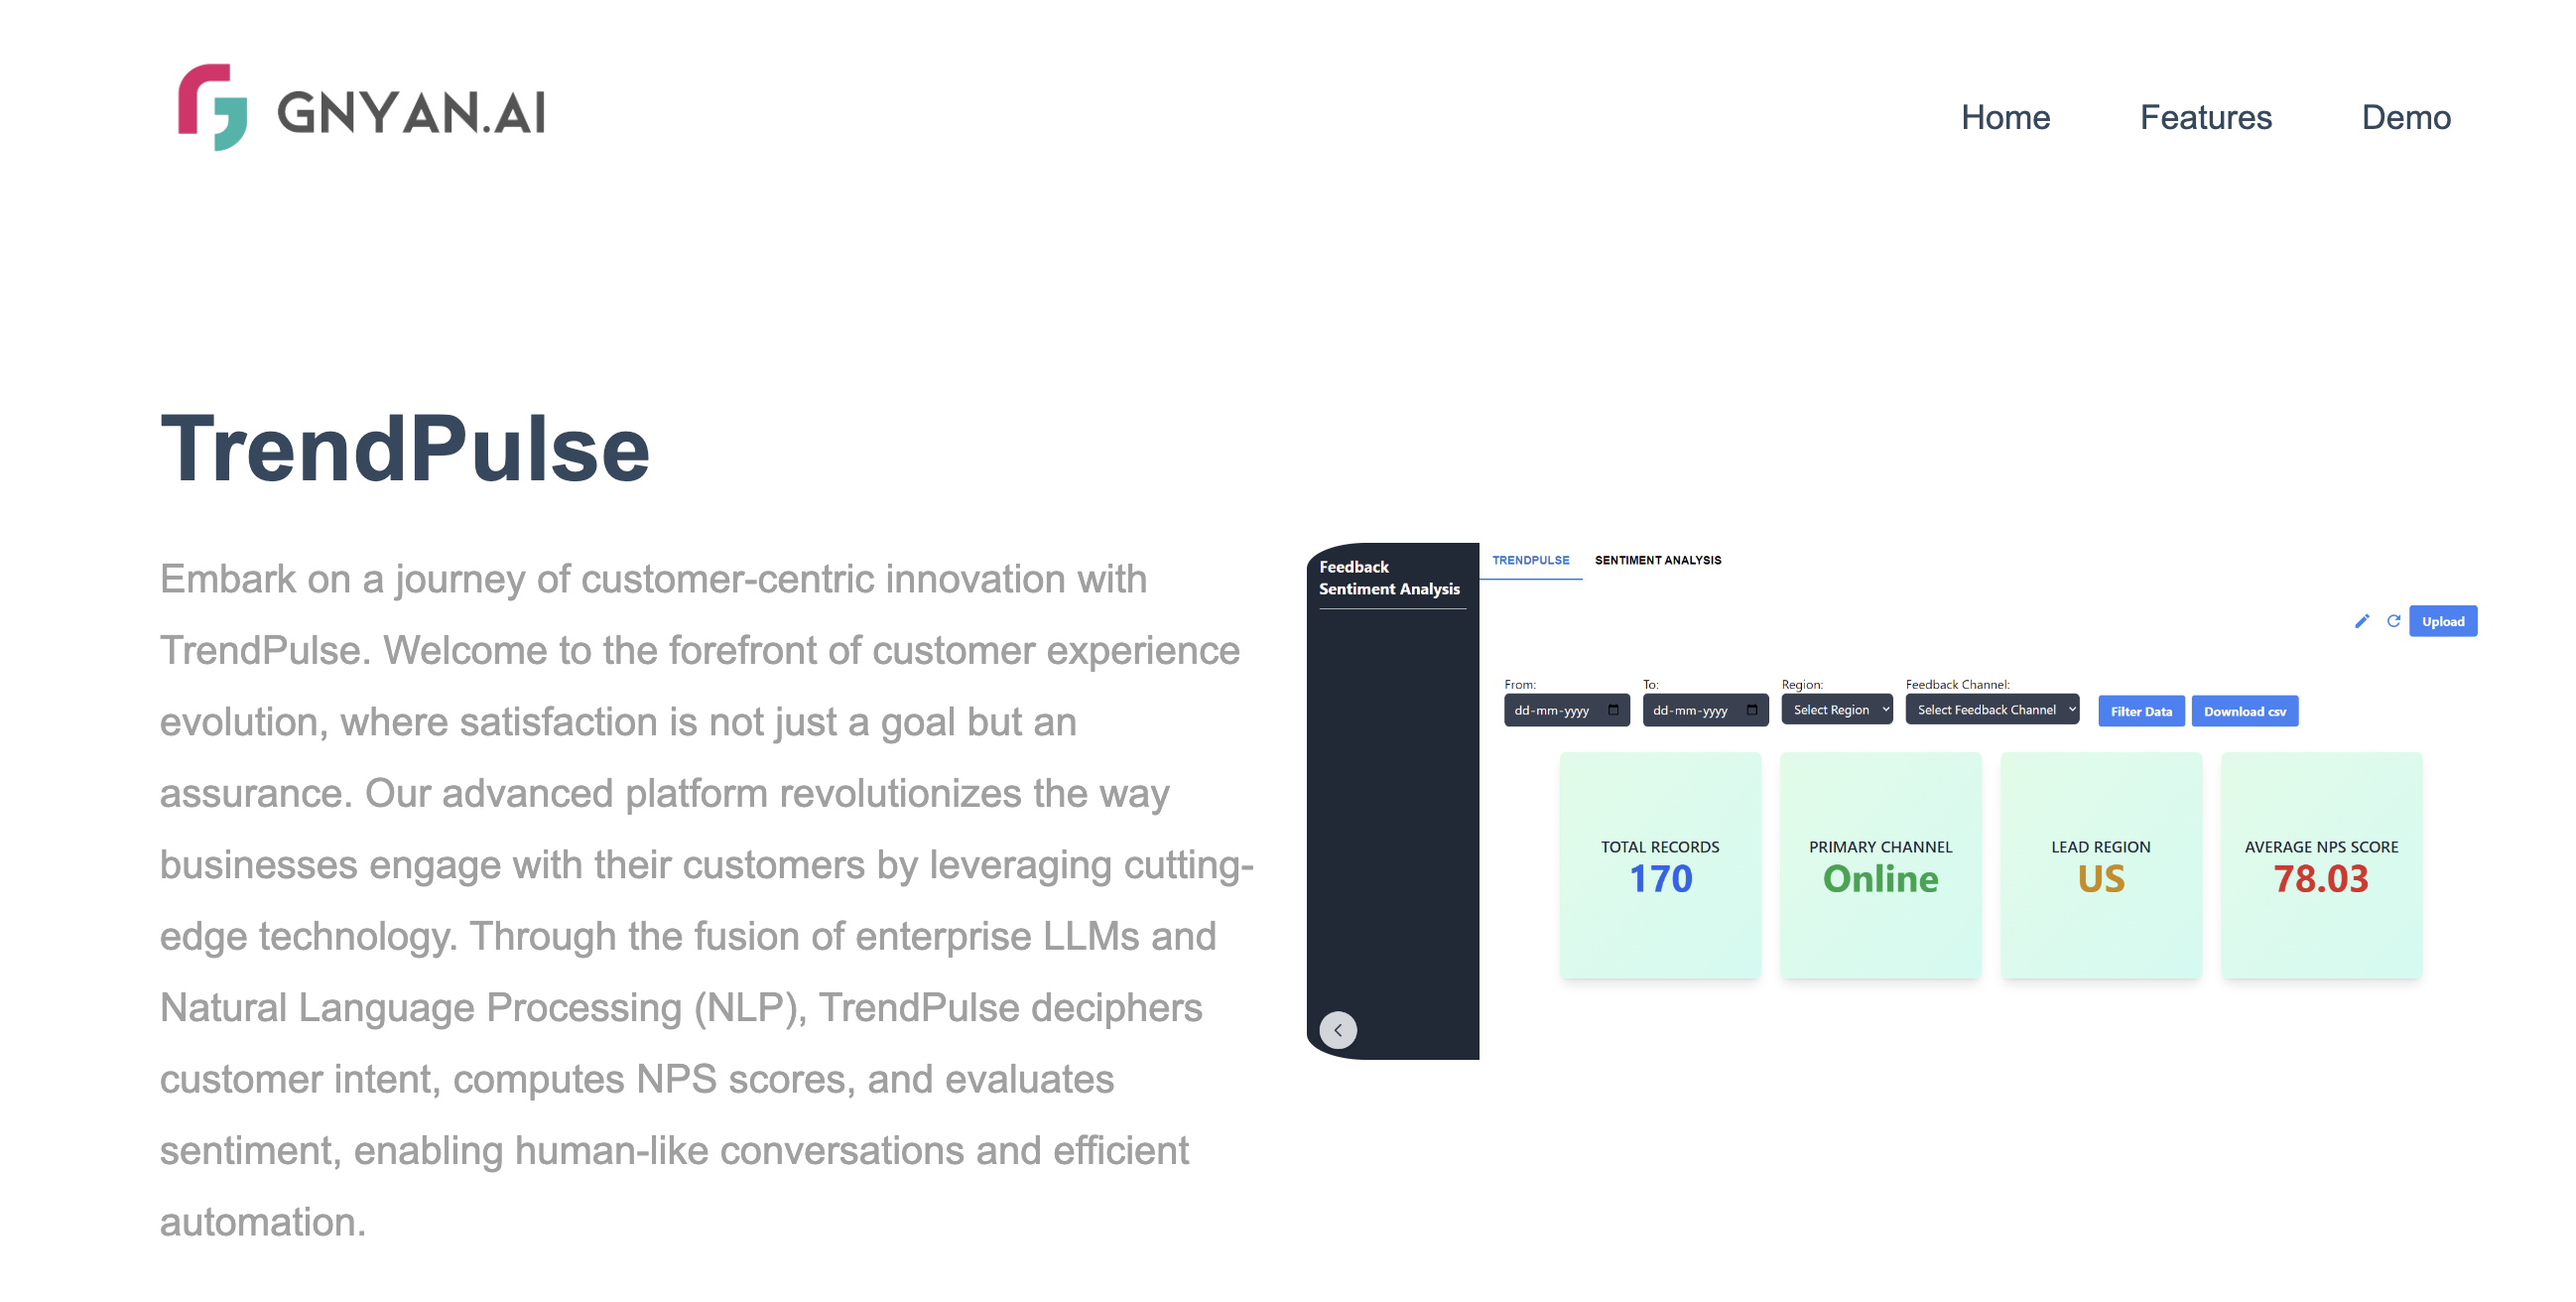 GNYAN.AI
Home
Features
Demo
TrendPulse
Embark on a journey of customer-centric innovation with
TrendPulse. Welcome to the forefront of customer experience
evolution, where satisfaction is not just a goal but an
assurance. Our advanced platform revolutionizes the way
businesses engage with their customers by leveraging cutting-
edge technology. Through the fusion of enterprise LLMs and
Natural Language Processing (NLP), TrendPulse deciphers
customer intent, computes NPS scores, and evaluates
sentiment, enabling human-like conversations and efficient
automation.
Feedback
Sentiment Analysis
TRENDPULSE
SENTIMENT ANALYSIS
Upload
From:
To:
Region:
Feedback Channel:
dd-mm-yyyy
dd-mm-yyyy
Select Region
Select Feedback Channel
Filter Data
Download csv
TOTAL RECORDS
170
PRIMARY CHANNEL
Online
LEAD REGION
US
AVERAGE NPS SCORE
78.03